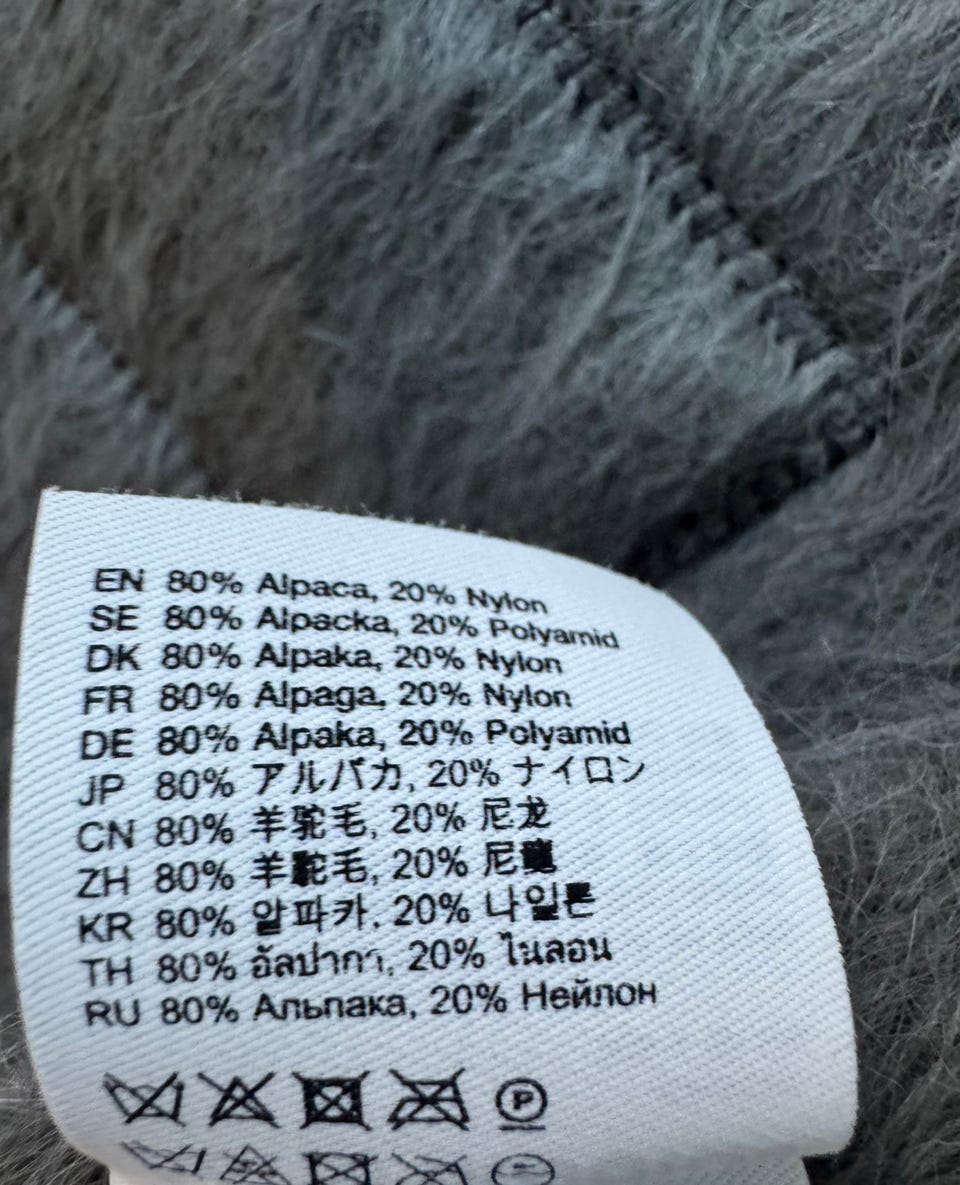 EN 80% Alpaca, 20% Nylon
SE 80% Alpacka, 20% Polyamid
DK 80% Alpaka, 20% Nylon
FR 80% Alpaga, 20% Nylon
DE 80% Alpaka, 20% Polyamid
JP 80% アルパカ, 20% ナイロン
CN 80% 羊驼毛, 20% 尼龙
ZH 80% 羊駝毛, 20% 尼龍
KR 80% 알파카, 20% 나일론
TH 80% อัลปากา, 20% ไนลอน
RU 80% Альпака, 20% Нейлон
P